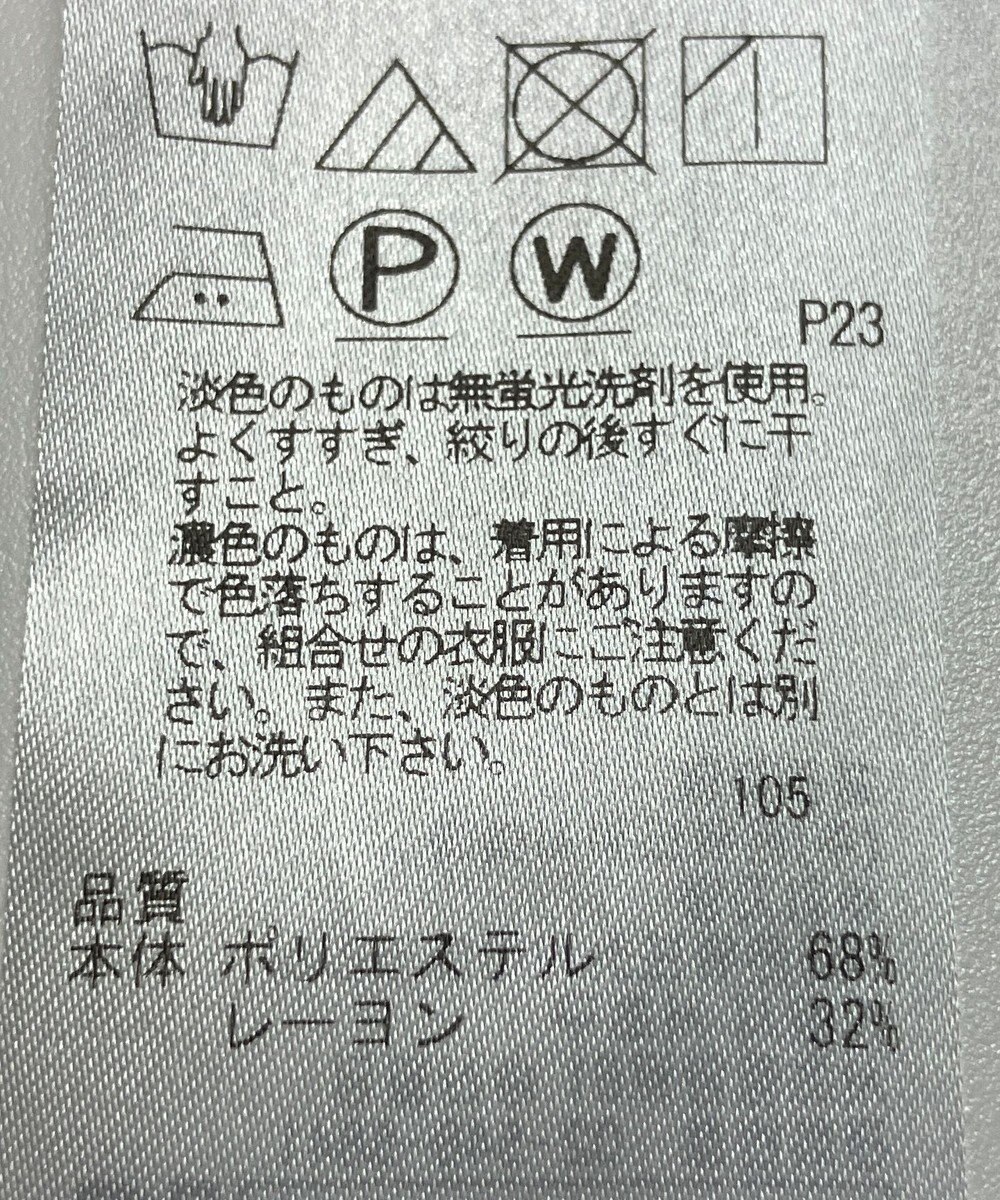 P W
P23
淡色のものは無蛍光洗剤を使用。
よくすすぎ、絞りの後すぐに干
すこと。
濃色のものは、着用による摩擦
で色落ちすることがありますの
で、組合せの衣服にご注意くだ
さい。また、淡色のものとは別
にお洗い下さい。
105
品質
本体 ポリエステル 68%
レーヨン 32%